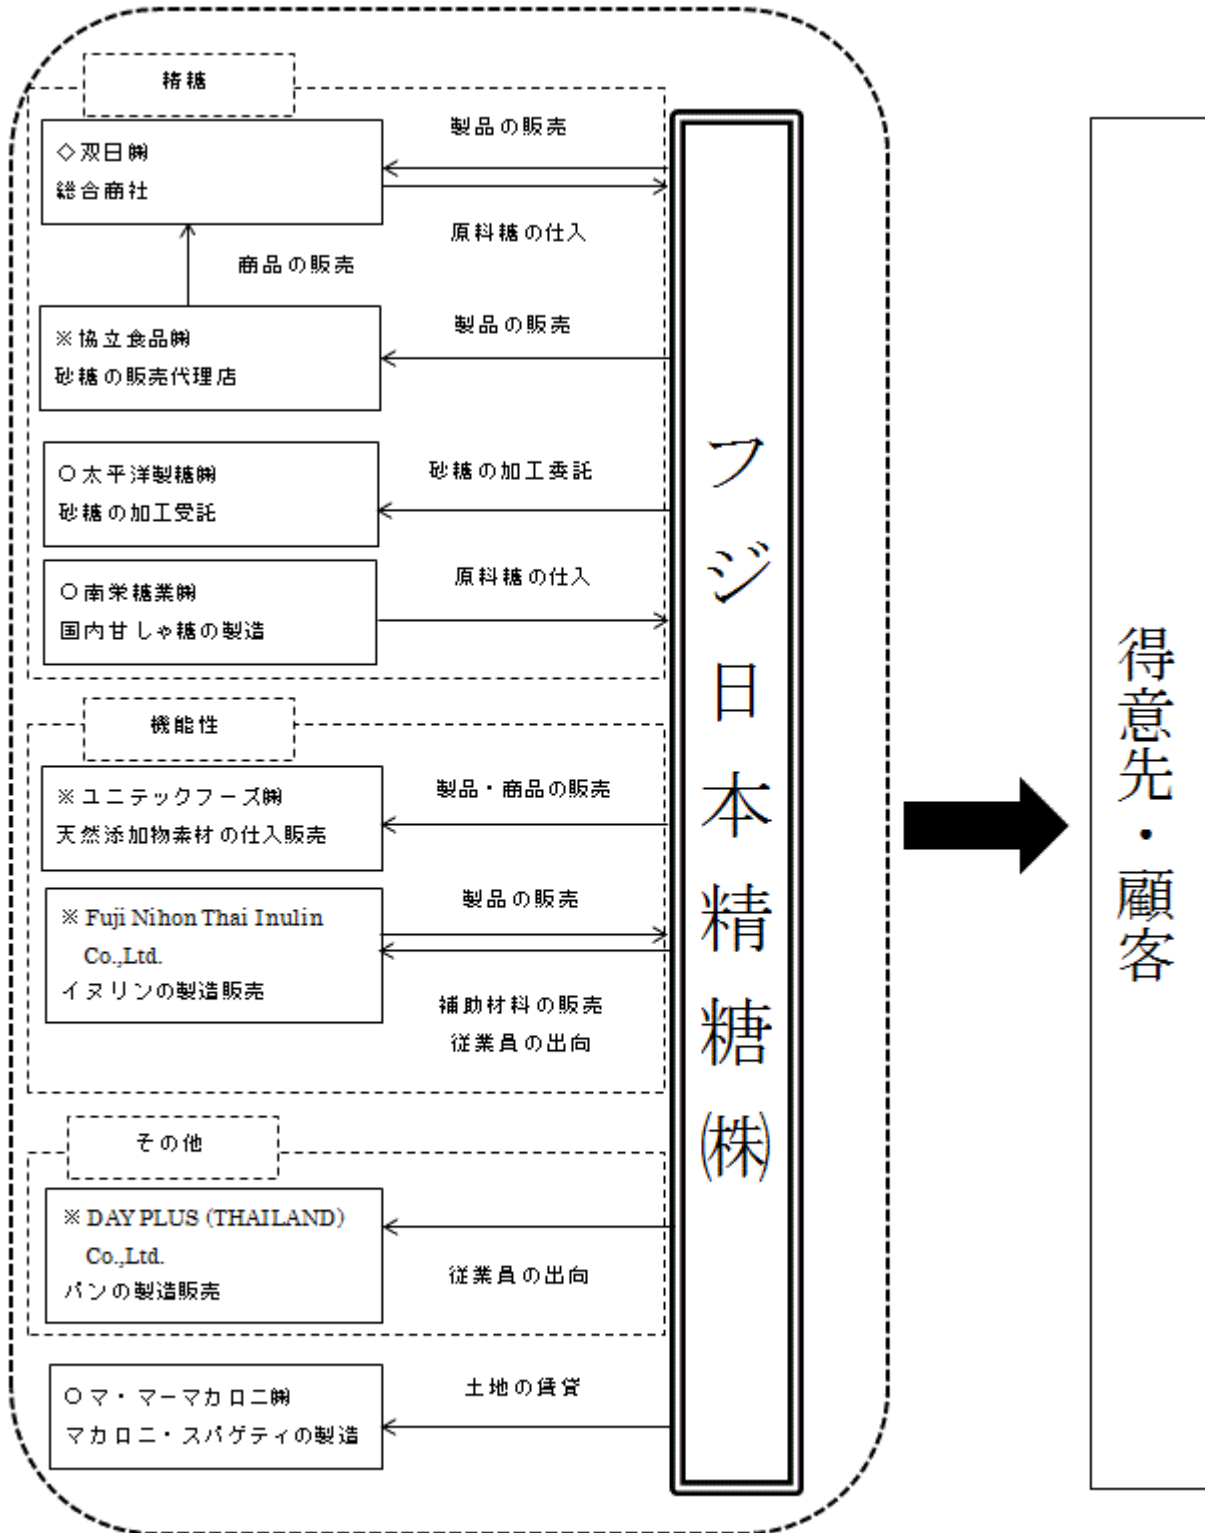 精糖
◇双日㈱
総合商社
製品の販売
原料糖の仕入
商品の販売
※協立食品㈱
砂糖の販売代理店
製品の販売
○太平洋製糖㈱
砂糖の加工受託
砂糖の加工委託
○南栄糖業㈱
国内甘しゃ糖の製造
原料糖の仕入
機能性
※ユニテックフーズ㈱
天然添加物素材の仕入販売
製品・商品の販売
※Fuji Nihon Thai Inulin
Co.,Ltd.
イヌリンの製造販売
製品の販売
補助材料の販売
従業員の出向
その他
※DAY PLUS (THAILAND)
Co.,Ltd.
パンの製造販売
従業員の出向
○マ・マーマカロニ㈱
マカロニ・スパゲティの製造
土地の賃貸
フジ日本精糖㈱
得意先・顧客